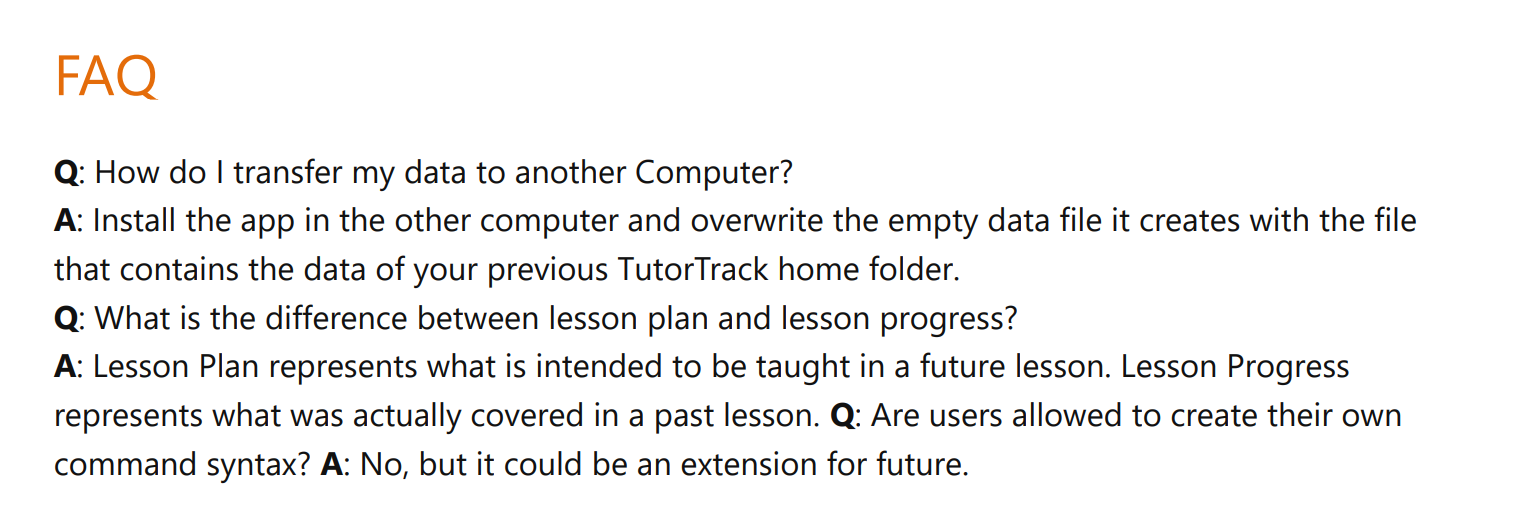 FAQ
Q: How do I transfer my data to another Computer?
A: Install the app in the other computer and overwrite the empty data file it creates with the file
that contains the data of your previous TutorTrack home folder.
Q: What is the difference between lesson plan and lesson progress?
A: Lesson Plan represents what is intended to be taught in a future lesson. Lesson Progress
represents what was actually covered in a past lesson. Q: Are users allowed to create their own
command syntax? A: No, but it could be an extension for future.